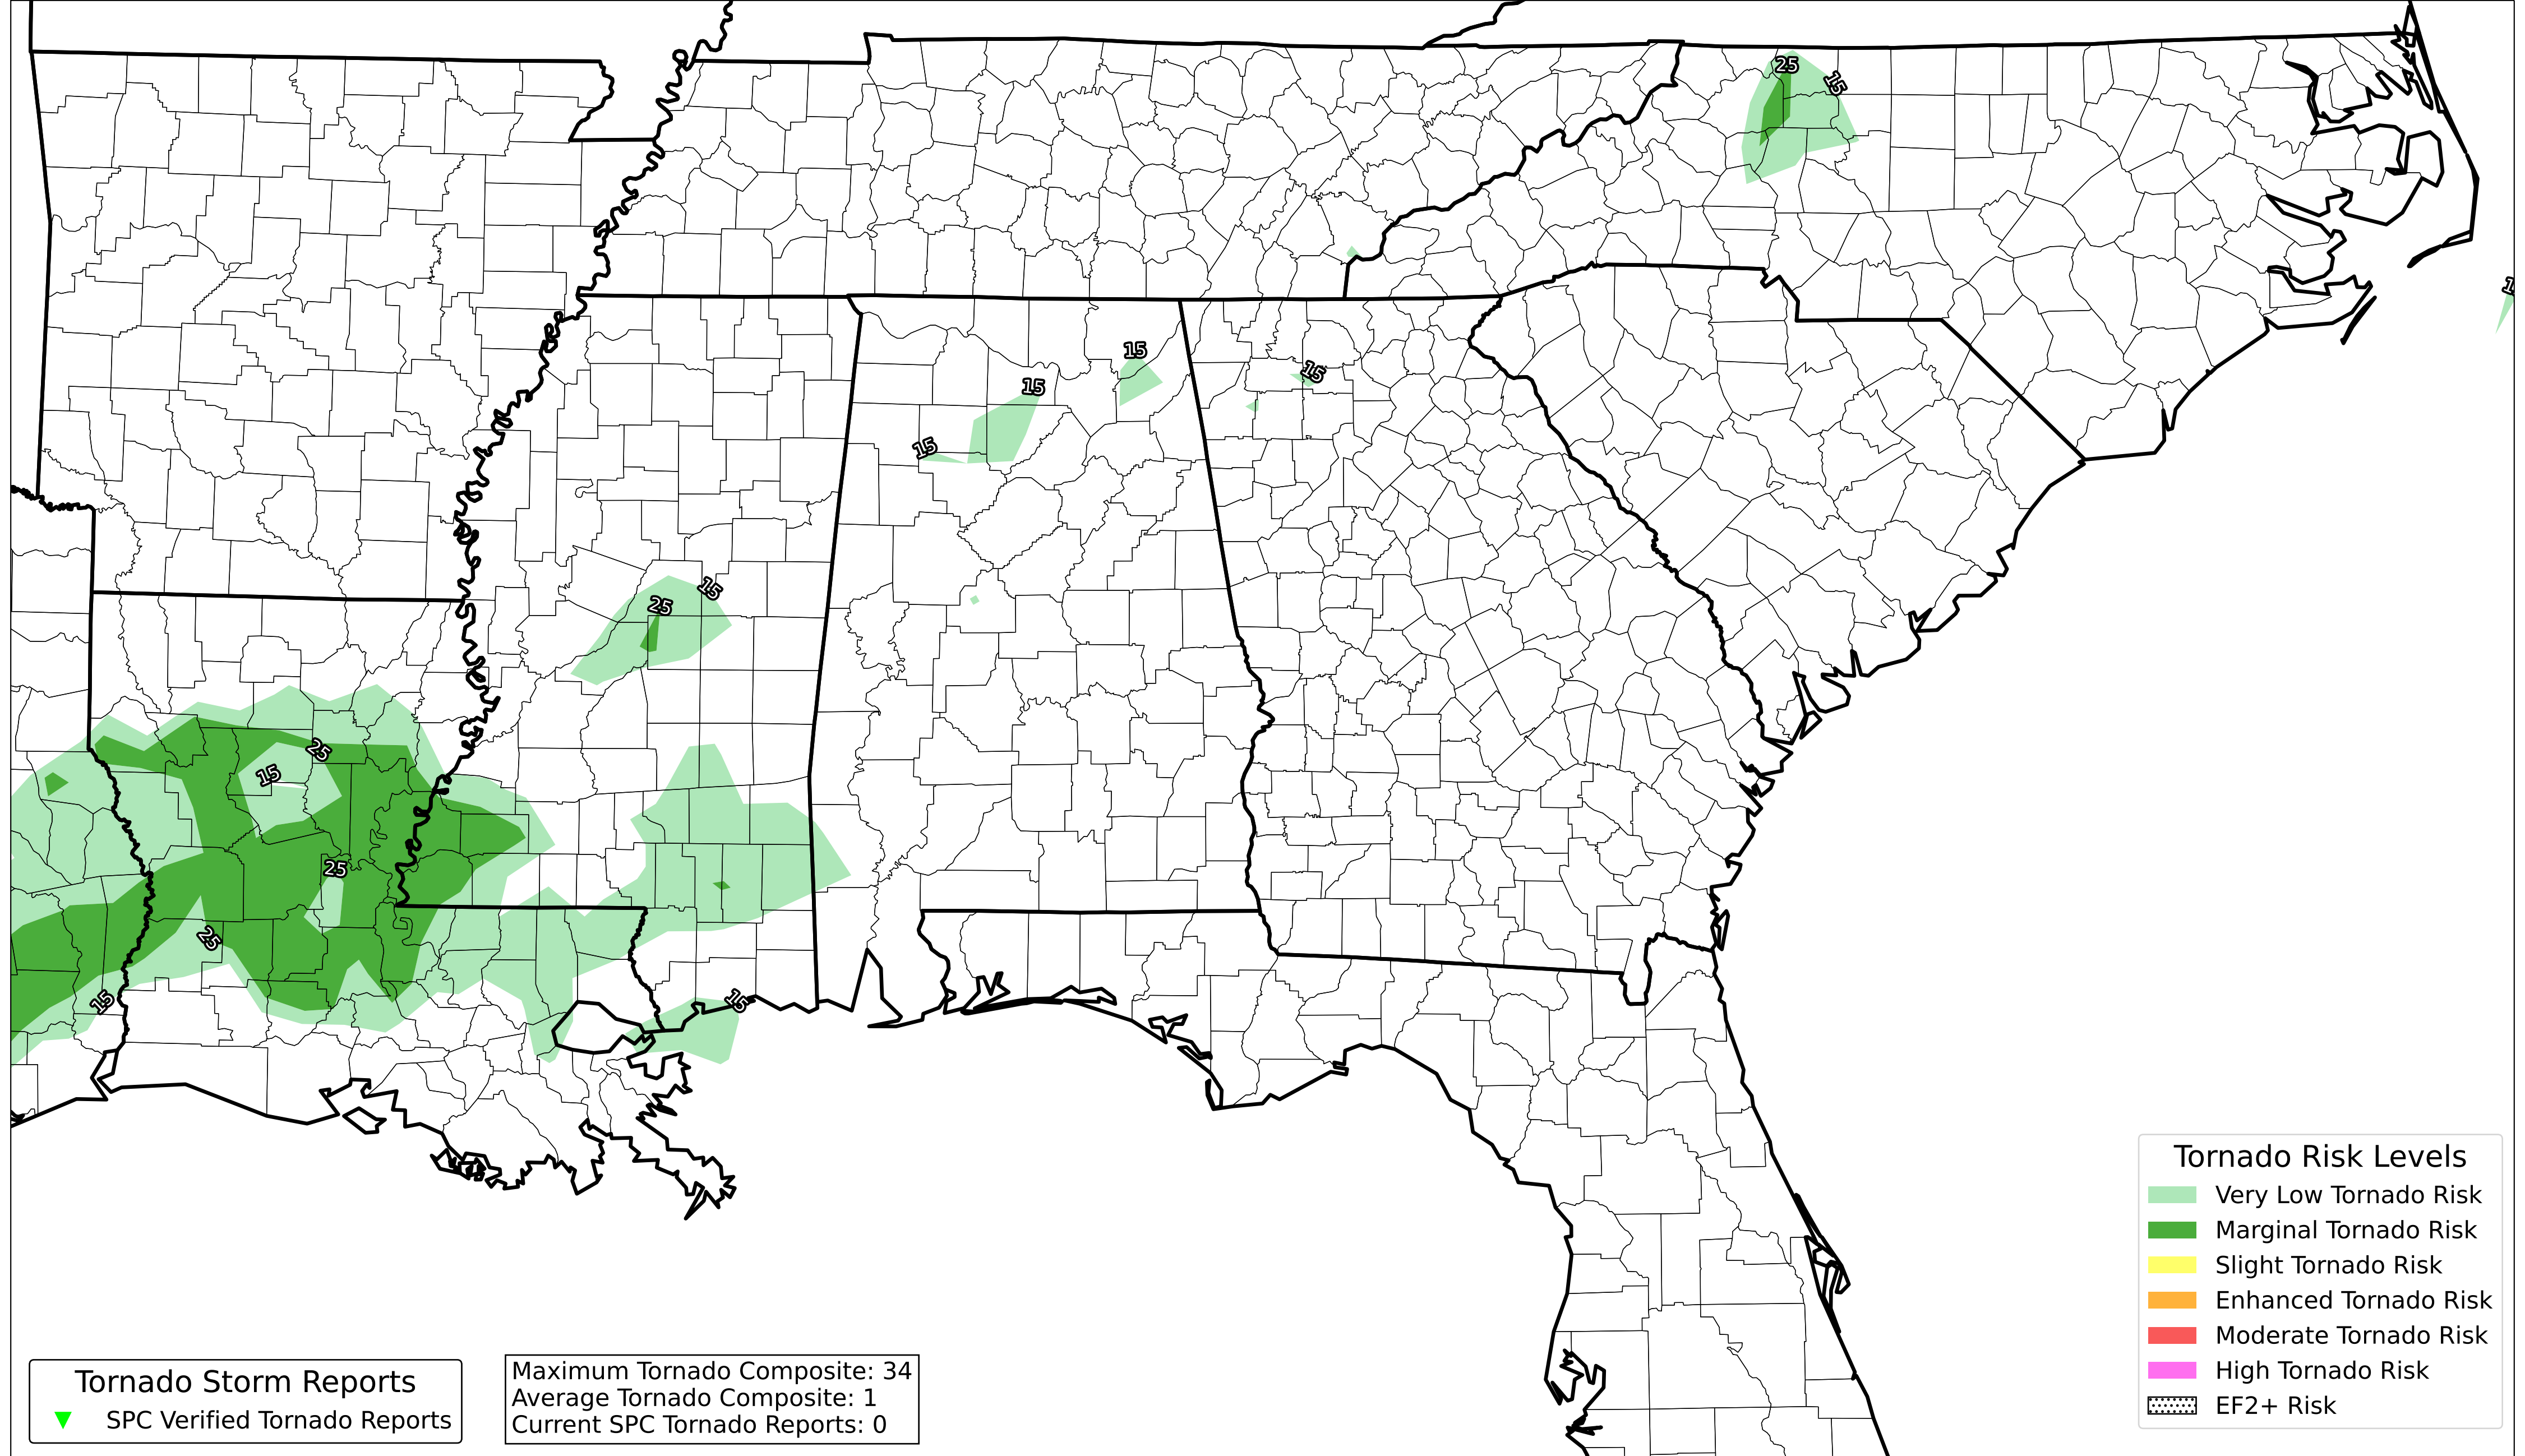 25
15
1
15
15
15
15
15
25
25
15
25
25
15
15
Tornado Risk Levels
Very Low Tornado Risk
Marginal Tornado Risk
Slight Tornado Risk
Enhanced Tornado Risk
Moderate Tornado Risk
High Tornado Risk
EF2+ Risk
Tornado Storm Reports
SPC Verified Tornado Reports
Maximum Tornado Composite: 34
Average Tornado Composite: 1
Current SPC Tornado Reports: 0